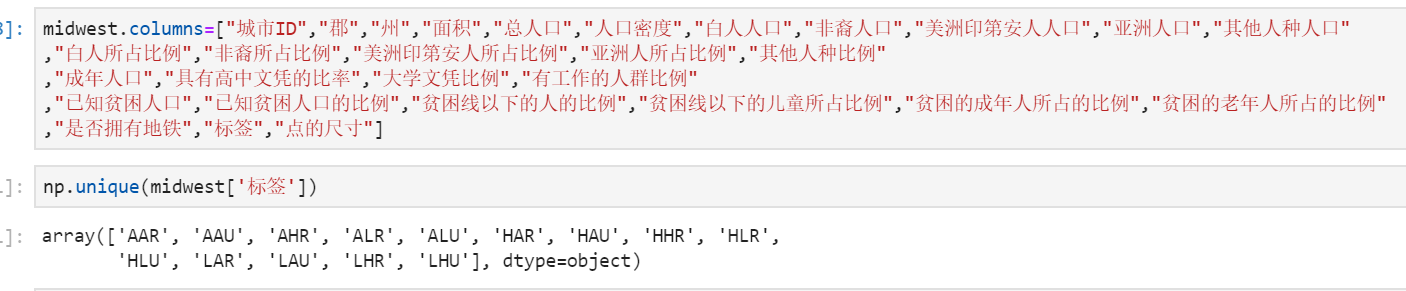 8]: midwest.columns=["城市ID","郡","州","面积","总人口","人口密度","白人人口","非裔人口","美洲印第安人人口","亚洲人口","其他人种人口"
,"白人所占比例","非裔所占比例","美洲印第安人所占比例","亚洲人所占比例","其他人种比例"
,"成年人口","具有高中文凭的比率","大学文凭比例","有工作的人群比例"
,"已知贫困人口","已知贫困人口的比例","贫困线以下的人的比例","贫困线以下的儿童所占比例","贫困的成年人所占的比例","贫困的老年人所占的比例"
,"是否拥有地铁","标签","点的尺寸"]
]: np.unique(midwest['标签'])
]: array(['AAR', 'AAU', 'AHR', 'ALR', 'ALU', 'HAR', 'HAU', 'HHR', 'HLR',
'HLU', 'LAR', 'LAU', 'LHR', 'LHU'], dtype=object)